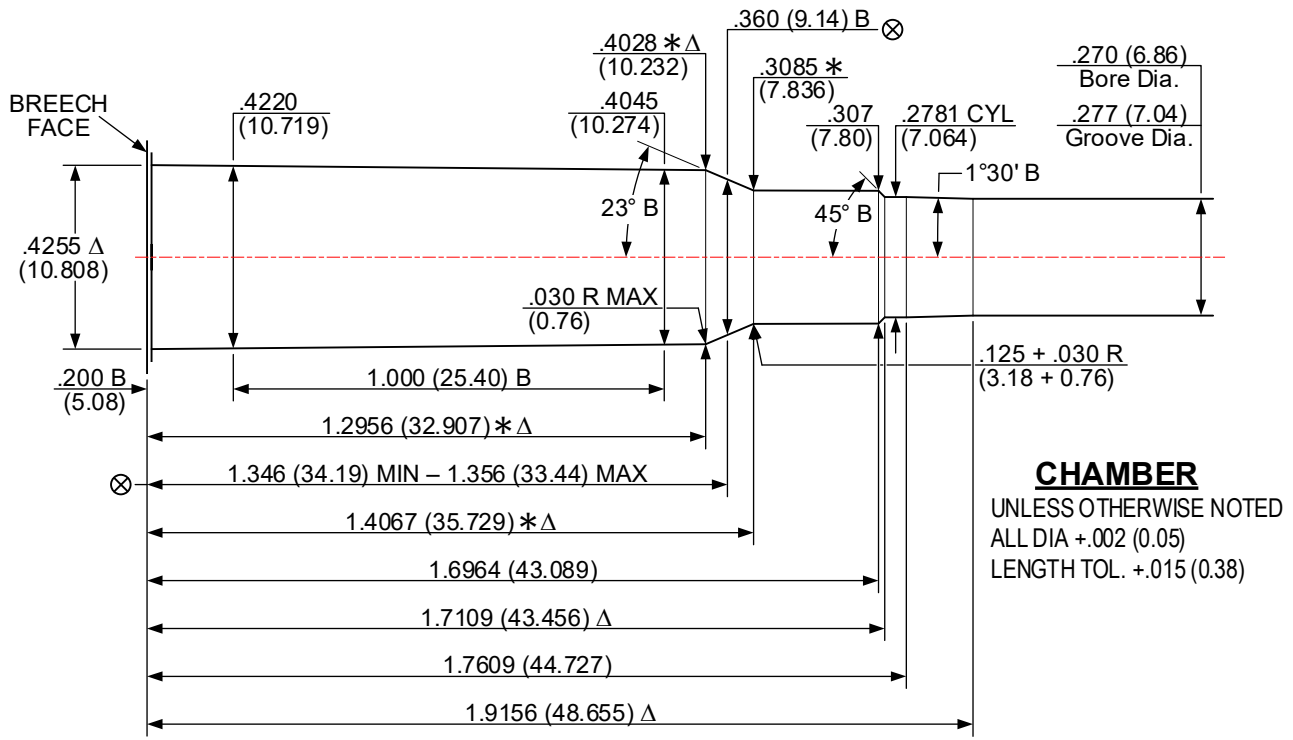 .360 (9.14) B ⊗
.4028 ＊Δ
(10.232)
.270 (6.86)
Bore Dia.
.3085 ＊
(7.836)
BREECH
FACE
.4220
(10.719)
.4045
(10.274)
.307
(7.80)
.2781 CYL
(7.064)
.277 (7.04)
Groove Dia.
1°30' B
23° B
45° B
.4255 Δ
(10.808)
.030 R MAX
(0.76)
.125 + .030 R
(3.18 + 0.76)
.200 B
(5.08)
1.000 (25.40) B
1.2956 (32.907)＊Δ
⊗ 1.346 (34.19) MIN – 1.356 (33.44) MAX
CHAMBER
UNLESS OTHERWISE NOTED
ALL DIA +.002 (0.05)
LENGTH TOL. +.015 (0.38)
1.4067 (35.729)＊Δ
1.6964 (43.089)
1.7109 (43.456) Δ
1.7609 (44.727)
1.9156 (48.655) Δ